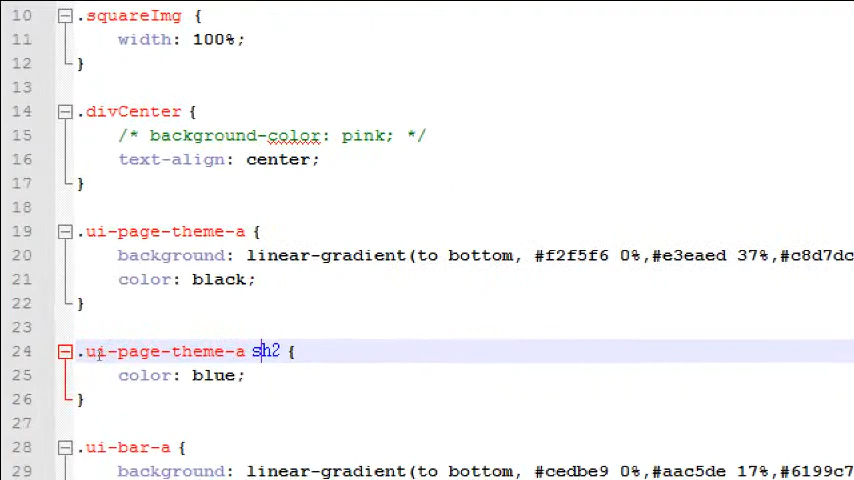 10 .squareImg {
11 width: 100%;
12 }
13
14 .divCenter {
15 /* background-color: pink; */
16 text-align: center;
17 }
18
19 .ui-page-theme-a {
20 background: linear-gradient(to bottom, #f2f5f6 0%,#e3eaed 37%,#c8d7dc
21 color: black;
22 }
23
24 .ui-page-theme-a sh2 {
25 color: blue;
26 }
27
28 .ui-bar-a {
29 background: linear-gradient(to bottom, #cedbe9 0%,#aac5de 17%,#6199c7